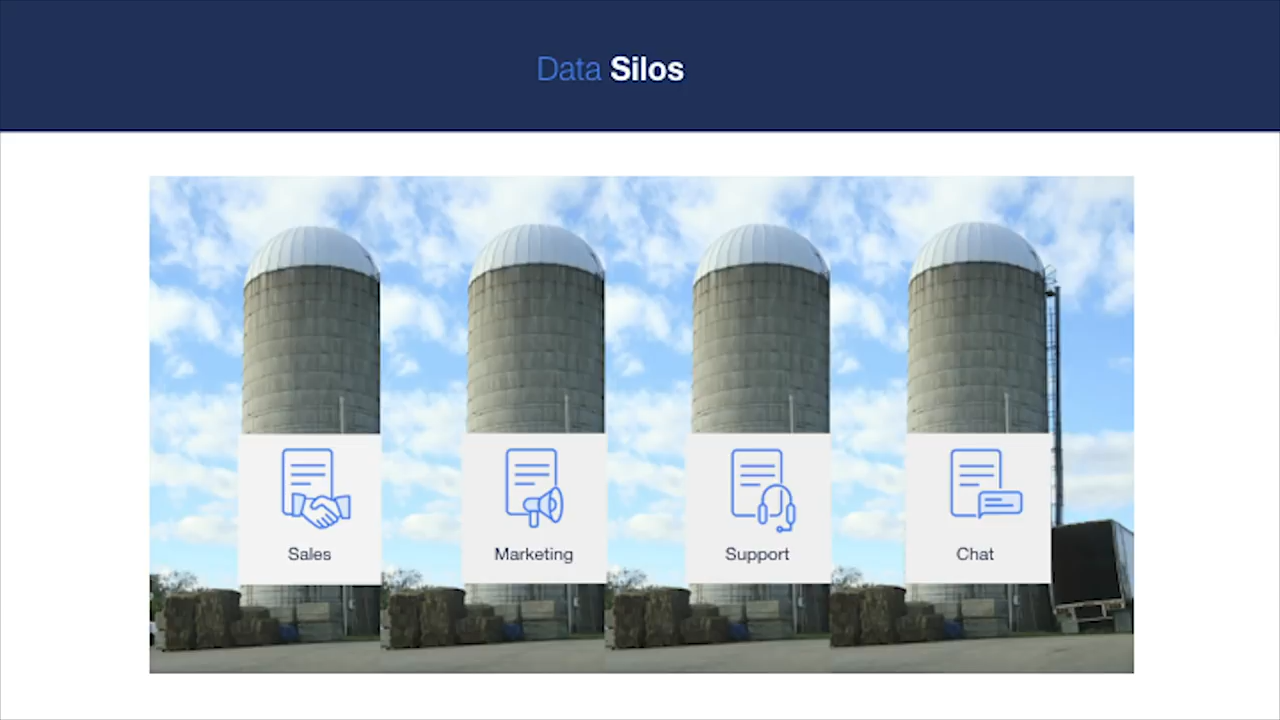 Data Silos
Sales
Marketing
Support
Chat